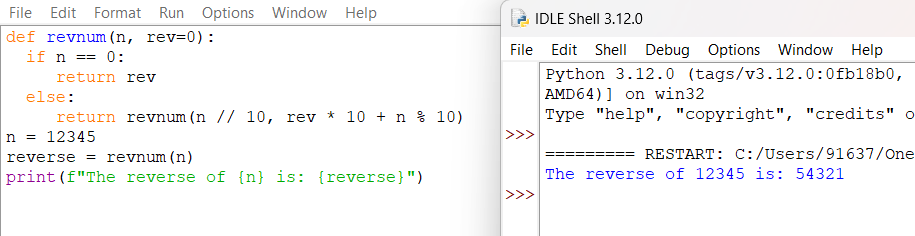 File Edit Format Run Options Window Help
def revnum(n, rev=0):
  if n == 0:
     return rev
  else:
     return revnum(n // 10, rev * 10 + n % 10)
n = 12345
reverse = revnum(n)
print(f"The reverse of {n} is: {reverse}")
IDLE Shell 3.12.0
File Edit Shell Debug Options Window Help
Python 3.12.0 (tags/v3.12.0:0fb18b0,
AMD64)] on win32
Type "help", "copyright", "credits" o
>>>
========= RESTART: C:/Users/91637/One
The reverse of 12345 is: 54321
>>>